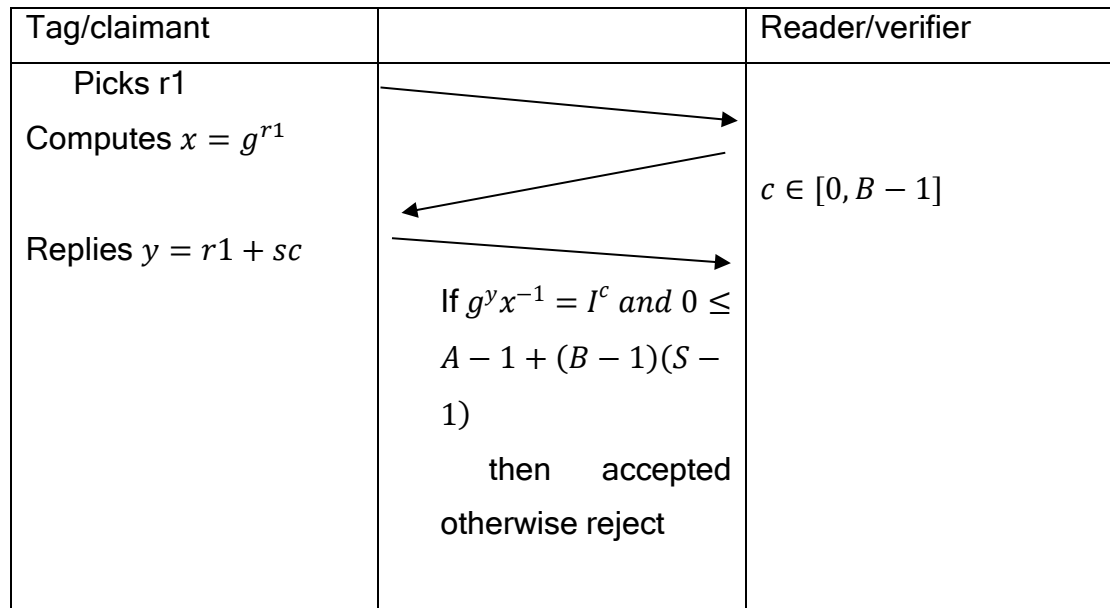 Tag/claimant
Reader/verifier
Picks r1
Computes 𝑥 = 𝑔^{𝑟1}
𝑐 ∈ [0, 𝐵 − 1]
Replies 𝑦 = 𝑟1 + 𝑠𝑐
If 𝑔^{𝑦}𝑥^{−1} = 𝐼^{𝑐} 𝑎𝑛𝑑 0 ≤
𝐴 − 1 + (𝐵 − 1)(𝑆 −
1)
then accepted
otherwise reject